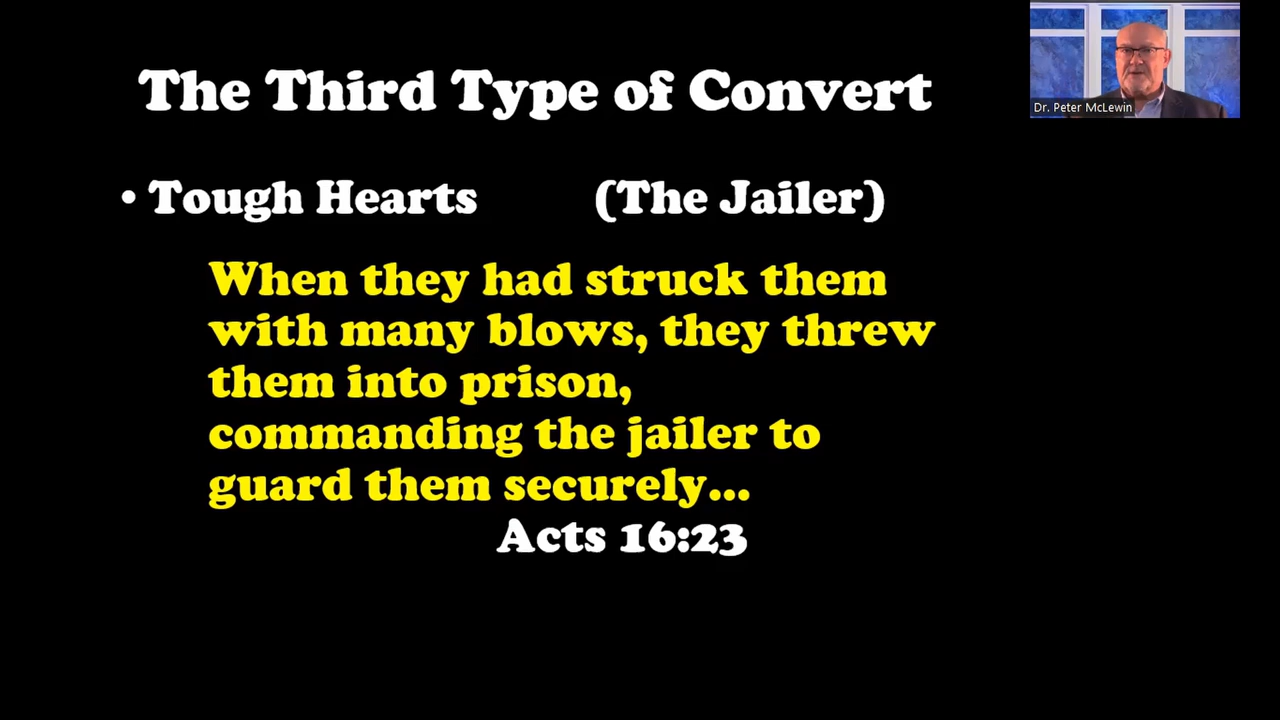 The Third Type of Convert
Dr. Peter McLewin
• Tough Hearts (The Jailer)
When they had struck them
with many blows, they threw
them into prison,
commanding the jailer to
guard them securely...
Acts 16:23